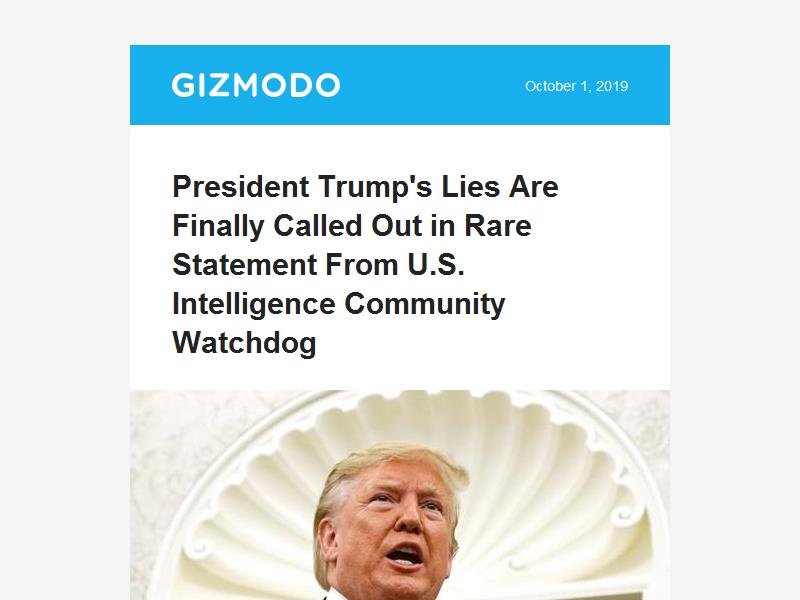 GIZMODO
October 1, 2019
President Trump's Lies Are
Finally Called Out in Rare
Statement From U.S.
Intelligence Community
Watchdog